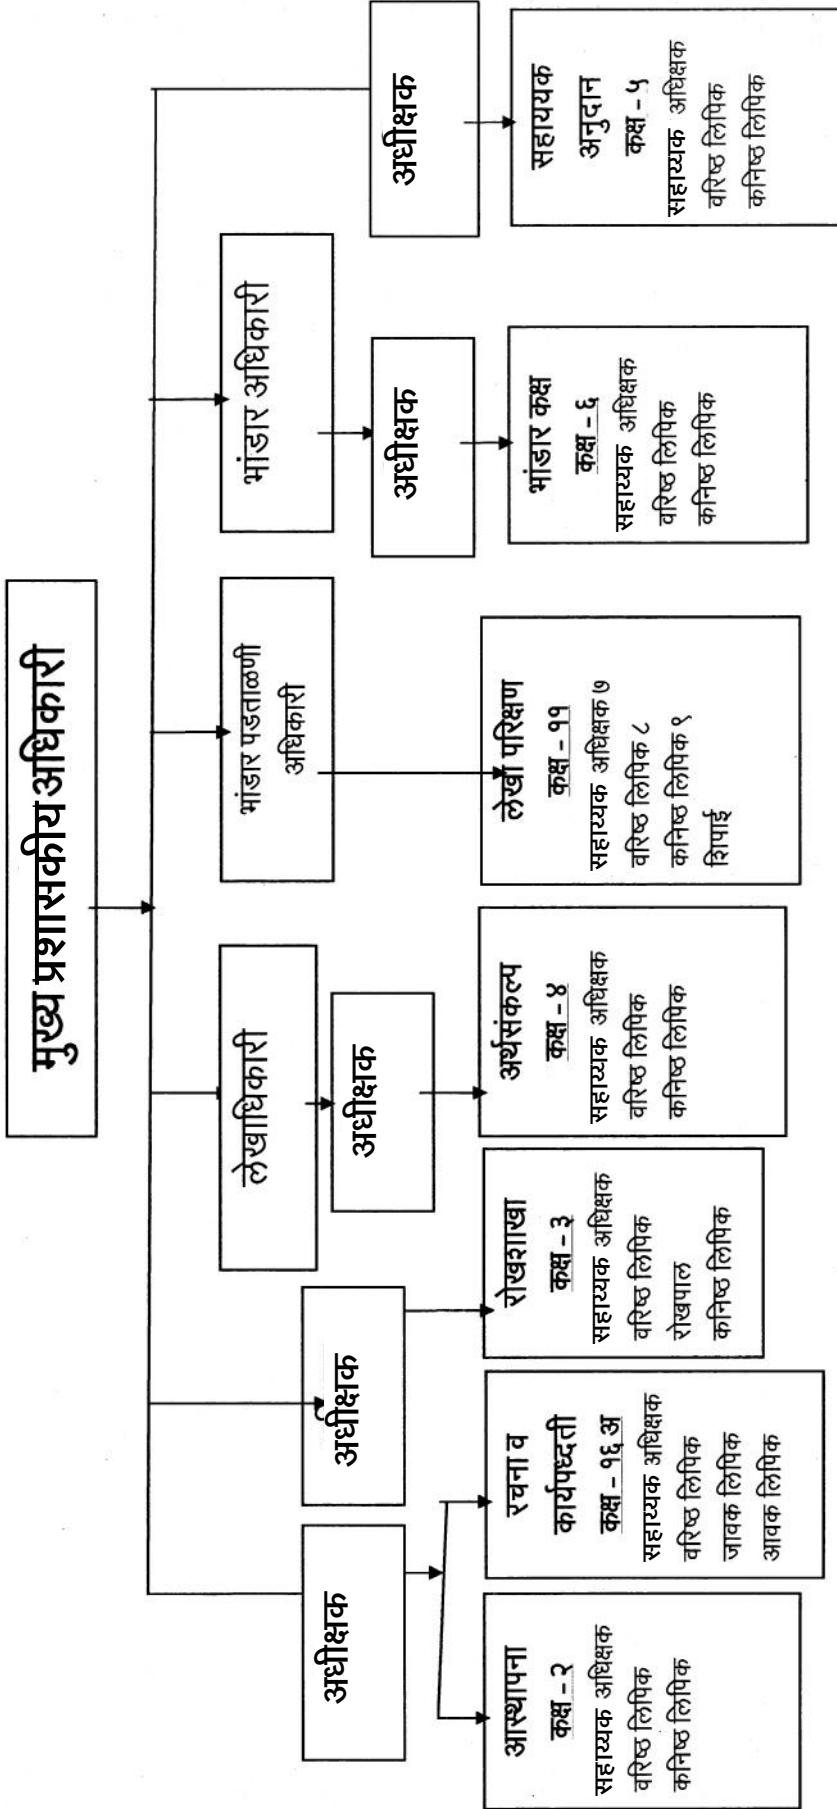 मुख्य प्रशासकीय अधिकारी
अधीक्षक
आस्थापना
कक्ष - २
सहाय्यक अधिक्षक
वरिष्ठ लिपिक
कनिष्ठ लिपिक
रचना व
कार्यपध्दती
कक्ष - १६ अ
सहाय्यक अधिक्षक
वरिष्ठ लिपिक
जावक लिपिक
आवक लिपिक
अधीक्षक
रोखशाखा
कक्ष - ३
सहाय्यक अधिक्षक
वरिष्ठ लिपिक
रोखपाल
कनिष्ठ लिपिक
लेखाधिकारी
अधीक्षक
अर्थसंकल्प
कक्ष - ४
सहाय्यक अधिक्षक
वरिष्ठ लिपिक
कनिष्ठ लिपिक
भांडार पडताळणी
अधिकारी
लेखा परिक्षण
कक्ष - ११
सहाय्यक अधिक्षक ७
वरिष्ठ लिपिक ८
कनिष्ठ लिपिक ९
शिपाई
भांडार अधिकारी
अधीक्षक
भांडार कक्ष
कक्ष - ६
सहाय्यक अधिक्षक
वरिष्ठ लिपिक
कनिष्ठ लिपिक
अधीक्षक
सहाययक
अनुदान
कक्ष - ५
सहाय्यक अधिक्षक
वरिष्ठ लिपिक
कनिष्ठ लिपिक